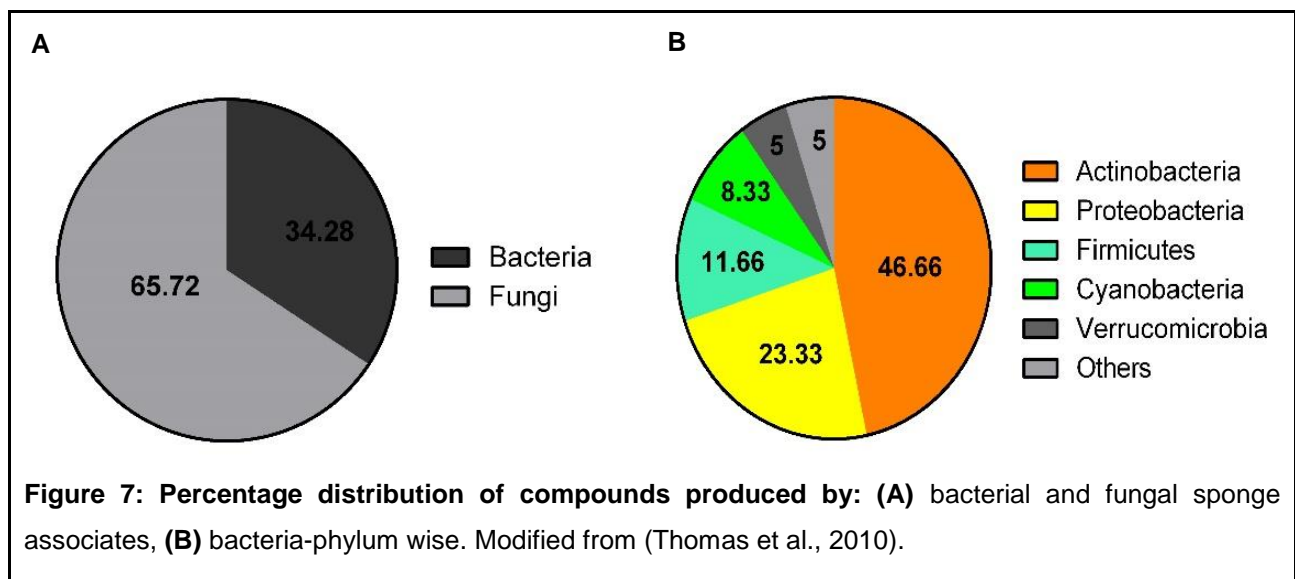 A
B
34.28
65.72
Bacteria
Fungi
5
5
8.33
11.66
46.66
23.33
Actinobacteria
Proteobacteria
Firmicutes
Cyanobacteria
Verrucomicrobia
Others
Figure 7: Percentage distribution of compounds produced by: (A) bacterial and fungal sponge
associates, (B) bacteria-phylum wise. Modified from (Thomas et al., 2010).